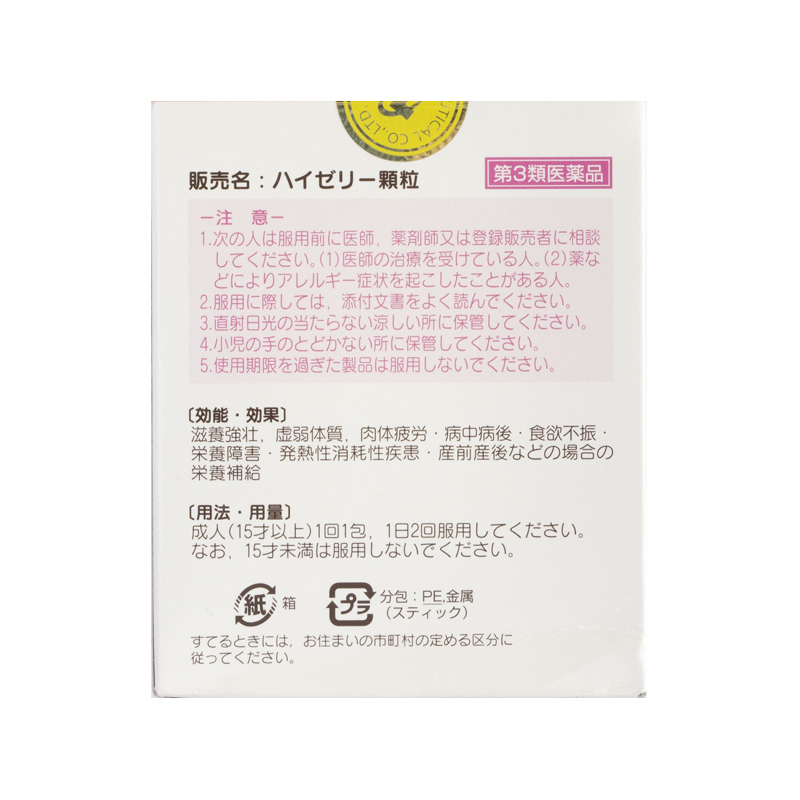 UTICAL CO.,LTD.
販売名：ハイゼリー顆粒
第3類医薬品
－注 意－
1.次の人は服用前に医師，薬剤師又は登録販売者に相談
してください。(1)医師の治療を受けている人。(2)薬な
どによりアレルギー症状を起こしたことがある人。
2.服用に際しては，添付文書をよく読んでください。
3.直射日光の当たらない涼しい所に保管してください。
4.小児の手のとどかない所に保管してください。
5.使用期限を過ぎた製品は服用しないでください。
〔効能・効果〕
滋養強壮，虚弱体質，肉体疲労・病中病後・食欲不振・
栄養障害・発熱性消耗性疾患・産前産後などの場合の
栄養補給
〔用法・用量〕
成人(15才以上)1回1包，1日2回服用してください。
なお，15才未満は服用しないでください。
紙 箱
プラ 分包：PE,金属
(スティック)
すてるときには，お住まいの市町村の定める区分に
従ってください。